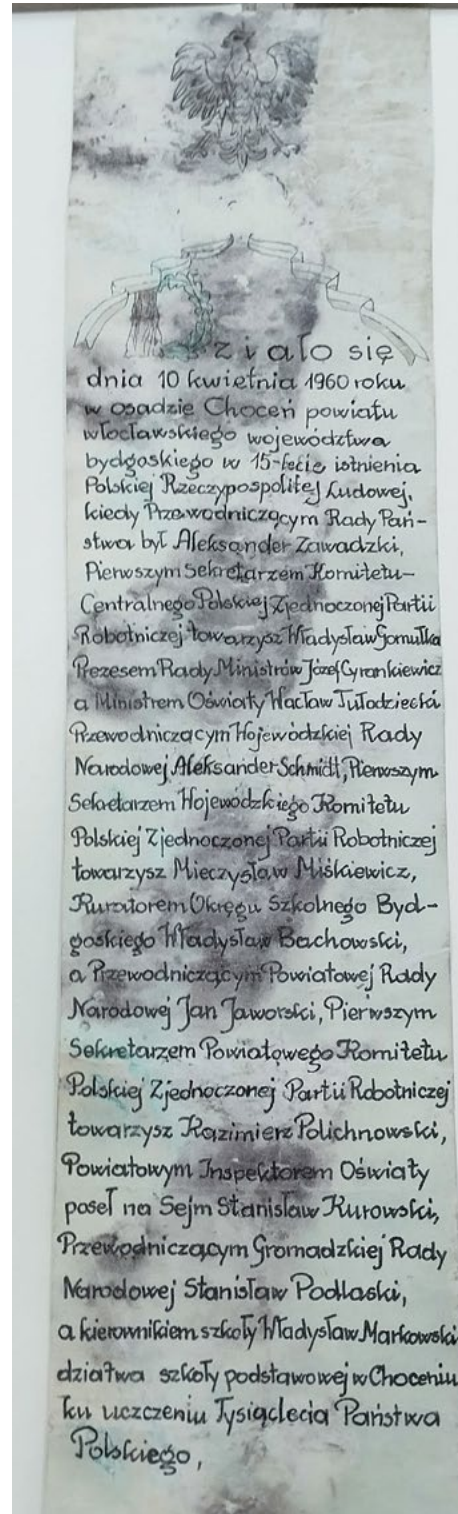 Działo się
dnia 10 kwietnia 1960 roku
w osadzie Choceń powiatu
włocławskiego województwa
bydgoskiego w 15-lecie istnienia
Polskiej Rzeczypospolitej Ludowej,
kiedy Przewodniczącym Rady Pań-
stwa był Aleksander Zawadzki,
Pierwszym Sekretarzem Komitetu-
Centralnego Polskiej Zjednoczonej Partii
Robotniczej towarzysz Władysław Gomułka
Prezesem Rady Ministrów Józef Cyrankiewicz
a Ministrem Oświaty Wacław Tułodziecki
Przewodniczącym Wojewódzkiej Rady
Narodowej Aleksander Schmidt, Pierwszym
Sekretarzem Wojewódzkiego Komitetu
Polskiej Zjednoczonej Partii Robotniczej
towarzysz Mieczysław Miśkiewicz,
Kuratorem Okręgu Szkolnego Byd-
goskiego Władysław Bachowski,
a Przewodniczącym Powiatowej Rady
Narodowej Jan Jaworski, Pierwszym
Sekretarzem Powiatowego Komitetu
Polskiej Zjednoczonej Partii Robotniczej
towarzysz Kazimierz Polichnowski,
Powiatowym Inspektorem Oświaty
poseł na Sejm Stanisław Kurowski,
Przewodniczącym Gromadzkiej Rady
Narodowej Stanisław Podlaski,
a kierownikiem szkoły Władysław Markowski
dziatwa szkoły podstawowej w Choceniu
ku uczczeniu Tysiąclecia Państwa
Polskiego,